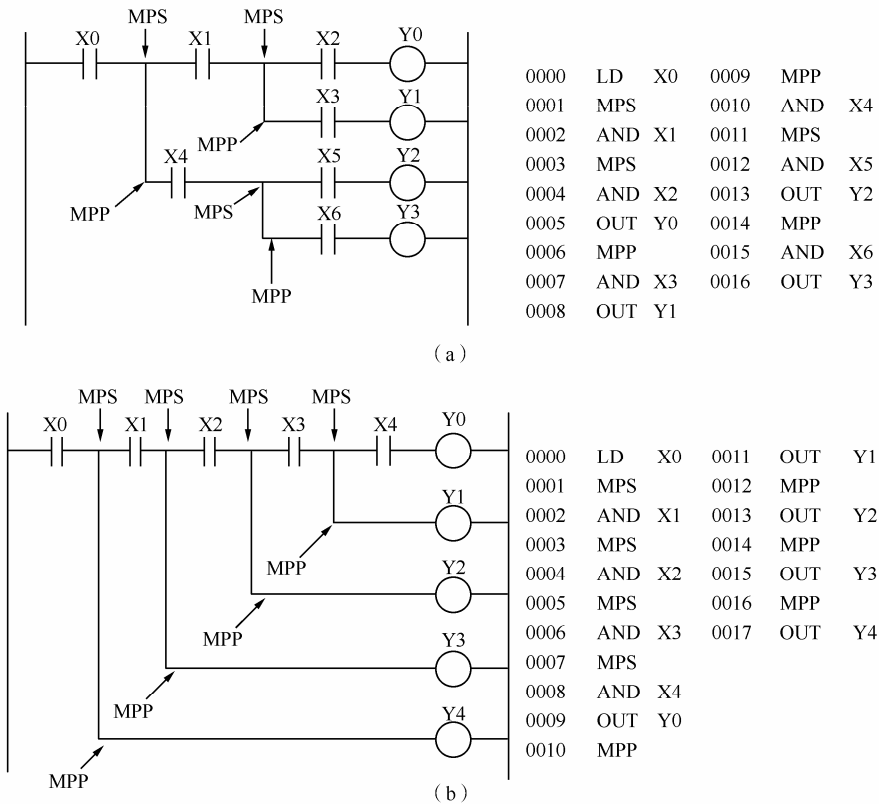 MPS MPS
X0 X1 X2 Y0
X3 Y1
MPP
X4 X5 Y2
MPP MPS X6 Y3
MPP
0000 LD X0 0009 MPP
0001 MPS 0010 AND X4
0002 AND X1 0011 MPS
0003 MPS 0012 AND X5
0004 AND X2 0013 OUT Y2
0005 OUT Y0 0014 MPP
0006 MPP 0015 AND X6
0007 AND X3 0016 OUT Y3
0008 OUT Y1
(a)
MPS MPS MPS MPS
X0 X1 X2 X3 X4 Y0
Y1
MPP
Y2
MPP
Y3
MPP
Y4
MPP
0000 LD X0 0011 OUT Y1
0001 MPS 0012 MPP
0002 AND X1 0013 OUT Y2
0003 MPS 0014 MPP
0004 AND X2 0015 OUT Y3
0005 MPS 0016 MPP
0006 AND X3 0017 OUT Y4
0007 MPS
0008 AND X4
0009 OUT Y0
0010 MPP
(b)